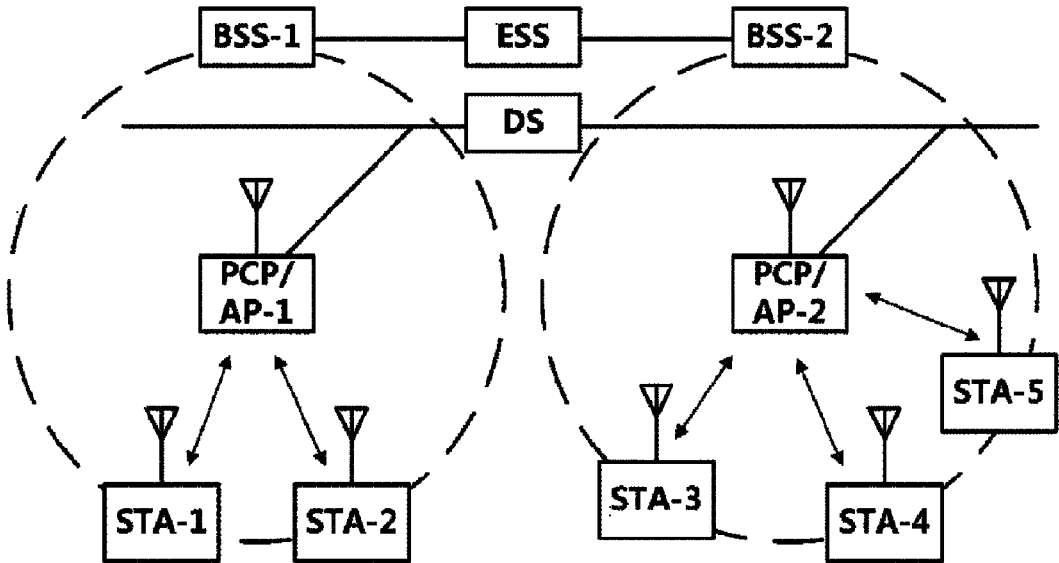 BSS-1 ESS BSS-2
DS
PCP/
AP-1
PCP/
AP-2
STA-5
STA-3
STA-1 STA-2 STA-4